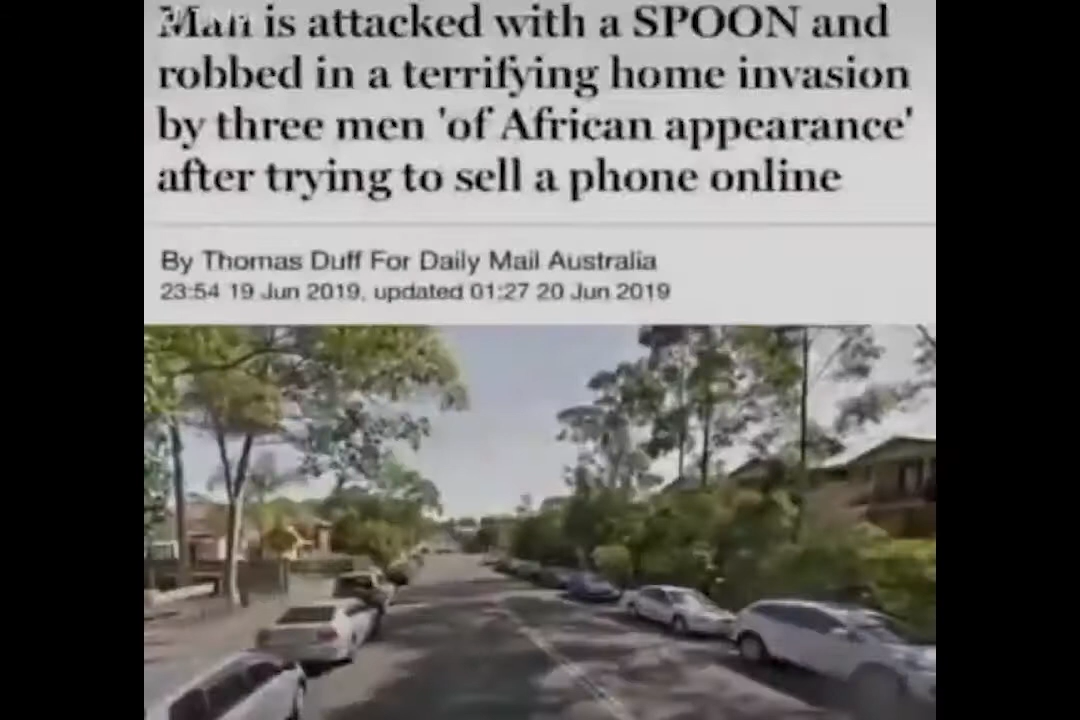 Man is attacked with a SPOON and
robbed in a terrifying home invasion
by three men 'of African appearance'
after trying to sell a phone online
By Thomas Duff For Daily Mail Australia
23:54 19 Jun 2019, updated 01:27 20 Jun 2019